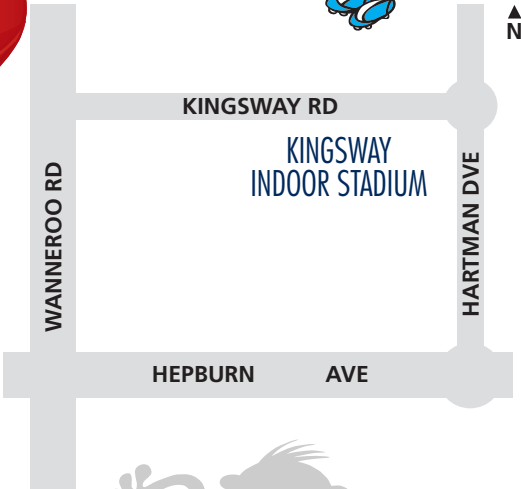 N
KINGSWAY RD
KINGSWAY
INDOOR STADIUM
WANNEROO RD
HARTMAN DVE
HEPBURN AVE